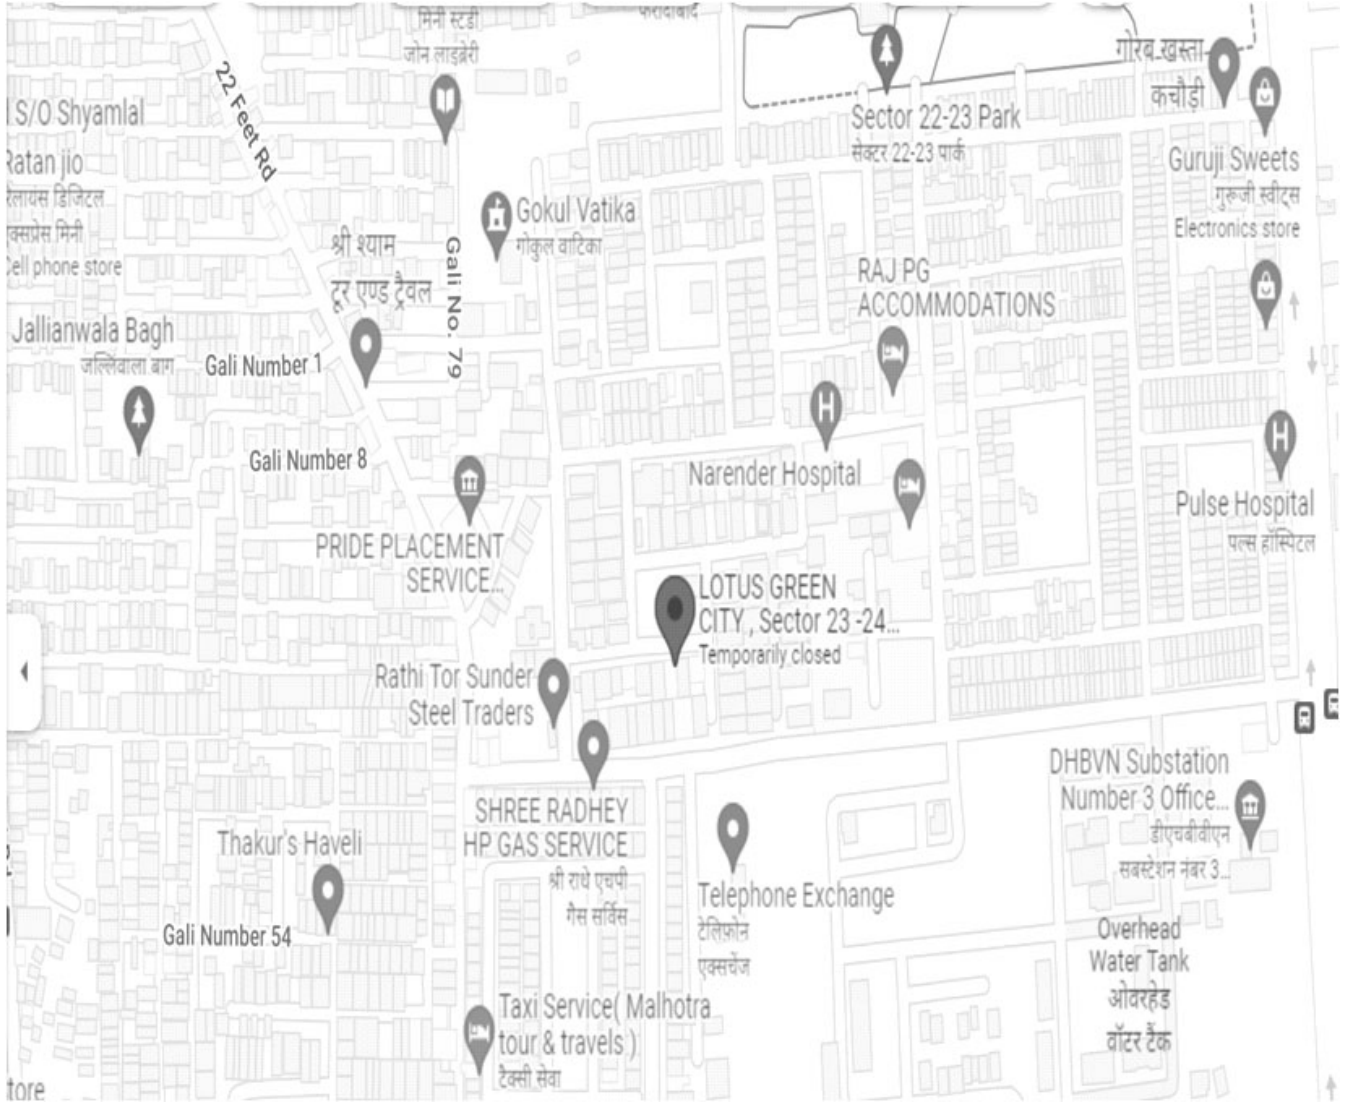 मिनी स्टडी
जोन लाइब्रेरी
फरीदाबाद
गोरब खस्ता
कचौड़ी
22 Feet Rd
S/O Shyamlal
Sector 22-23 Park
सेक्टर 22-23 पार्क
Ratan jio
रिलायंस डिजिटल
एक्सप्रेस मिनी
Cell phone store
Guruji Sweets
गुरूजी स्वीट्स
Electronics store
Gokul Vatika
गोकुल वाटिका
श्री श्याम
टूर एण्ड ट्रैवल
Gali No. 79
RAJ PG
ACCOMMODATIONS
Jallianwala Bagh
जल्लिंवाला बाग
Gali Number 1
Gali Number 8
Narender Hospital
Pulse Hospital
पल्स हॉस्पिटल
PRIDE PLACEMENT
SERVICE...
LOTUS GREEN
CITY , Sector 23 -24...
Temporarily closed
Rathi Tor Sunder
Steel Traders
SHREE RADHEY
HP GAS SERVICE
श्री राधे एचपी
गैस सर्विस
DHBVN Substation
Number 3 Office...
डीएचबीवीएन
सबस्टेशन नंबर 3...
Thakur's Haveli
Telephone Exchange
टेलिफ़ोन
एक्सचेंज
Gali Number 54
Overhead
Water Tank
ओवरहेड
वॉटर टैंक
Taxi Service( Malhotra
tour & travels )
टैक्सी सेवा
tore